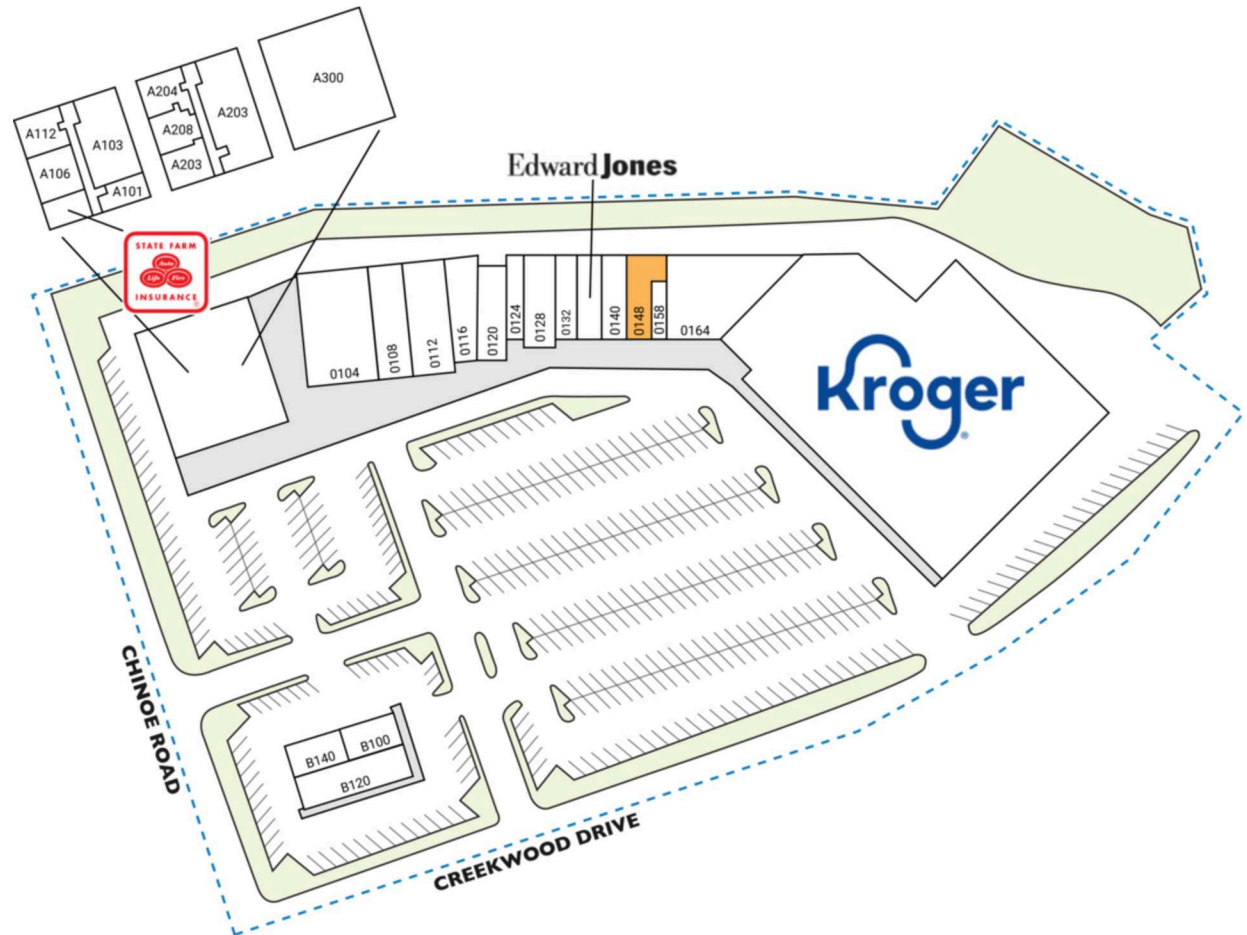 A300
A204
A203
A208
A203
A112
A103
A106
A101
Edward Jones
STATE FARM
Auto
Life Fire
INSURANCE
0104
0108
0112
0116
0120
0124
0128
0132
0140
0148
0158
0164
Kroger
CHINOE ROAD
B140
B100
B120
CREEKWOOD DRIVE